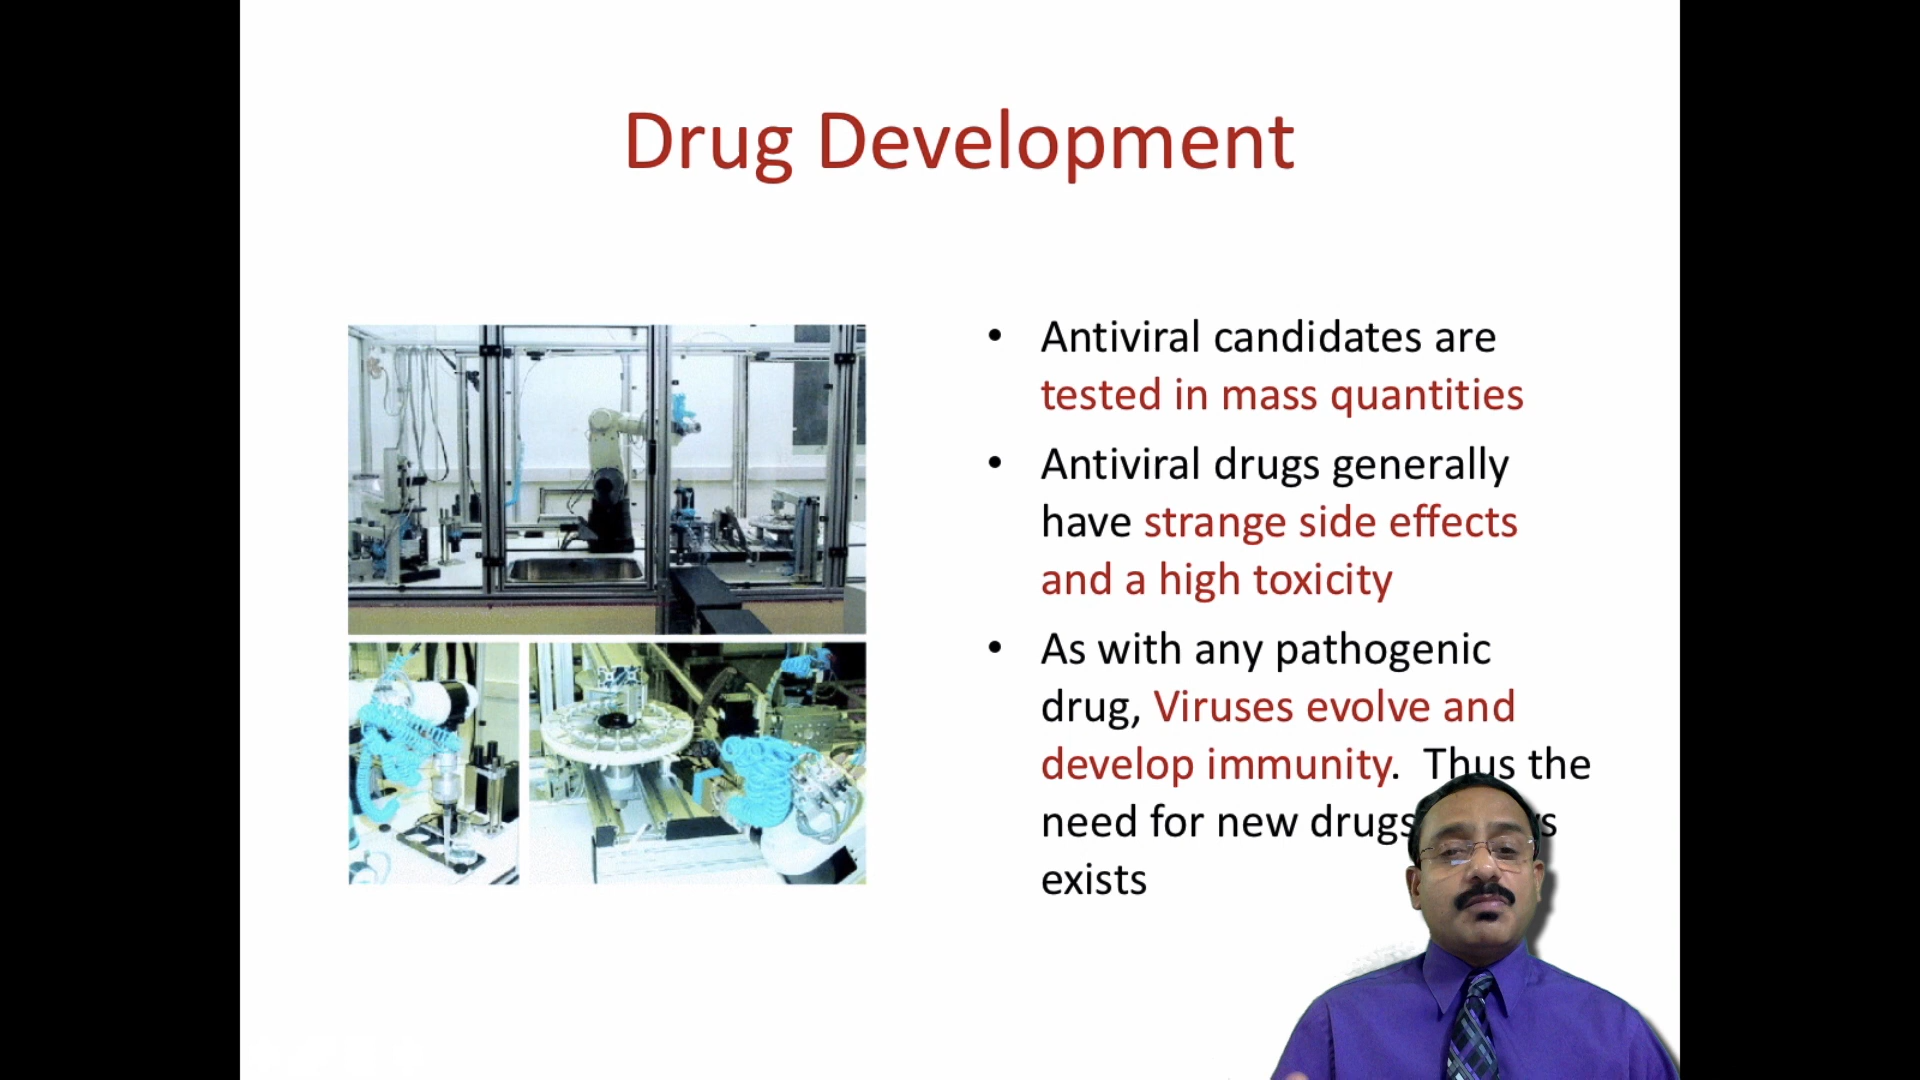 Drug Development
• Antiviral candidates are
tested in mass quantities
• Antiviral drugs generally
have strange side effects
and a high toxicity
• As with any pathogenic
drug, Viruses evolve and
develop immunity. Thus the
need for new drugs
exists